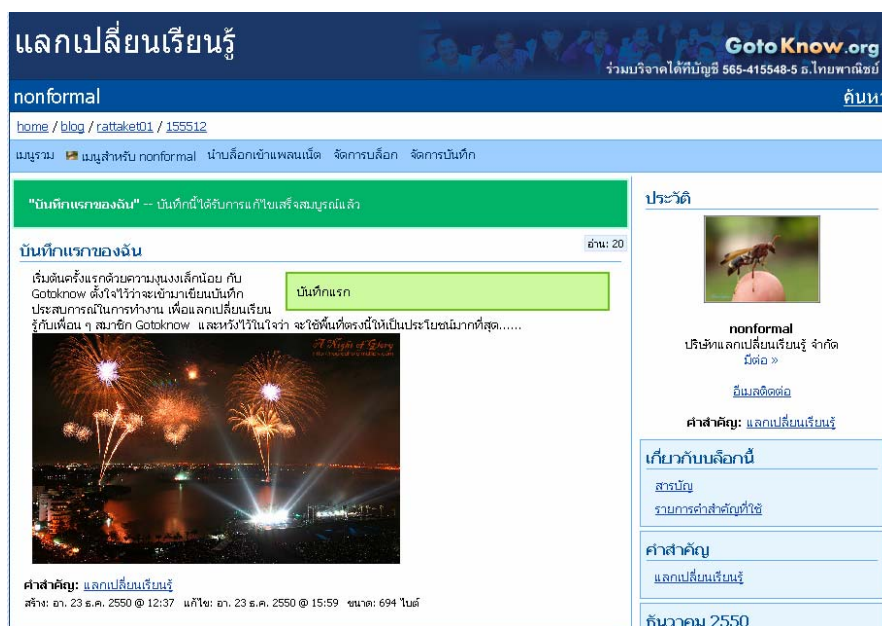 แลกเปลี่ยนเรียนรู้
GotoKnow.org
ร่วมบริจาคได้ที่บัญชี 565-415548-5 ธ.ไทยพาณิชย์
nonformal
ค้นหา
home / blog / rattaket01 / 155512
เมนูรวม เมนูสำหรับ nonformal นำบล็อกเข้าแพลนเน็ต จัดการบล็อก จัดการบันทึก
"บันทึกแรกของฉัน" -- บันทึกนี้ได้รับการแก้ไขเสร็จสมบูรณ์แล้ว
บันทึกแรกของฉัน
อ่าน: 20
เริ่มต้นครั้งแรกด้วยความงุนงงเล็กน้อย กับ
Gotoknow ตั้งใจไว้ว่าจะเข้ามาเขียนบันทึก
ประสบการณ์ในการทำงาน เพื่อแลกเปลี่ยนเรียน
รู้กับเพื่อน ๆ สมาชิก Gotoknow และหวังไว้ในใจว่า จะใช้พื้นที่ตรงนี้ให้เป็นประโยชน์มากที่สุด......
บันทึกแรก
A Night of Glory
คำสำคัญ: แลกเปลี่ยนเรียนรู้
สร้าง: อา. 23 ธ.ค. 2550 @ 12:37 แก้ไข: อา. 23 ธ.ค. 2550 @ 15:59 ขนาด: 694 ไบต์
ประวัติ
nonformal
บริษัทแลกเปลี่ยนเรียนรู้ จำกัด
มีต่อ »
อีเมลติดต่อ
คำสำคัญ: แลกเปลี่ยนเรียนรู้
เกี่ยวกับบล็อกนี้
สารบัญ
รายการคำสำคัญที่ใช้
คำสำคัญ
แลกเปลี่ยนเรียนรู้
ธันวาคม 2550